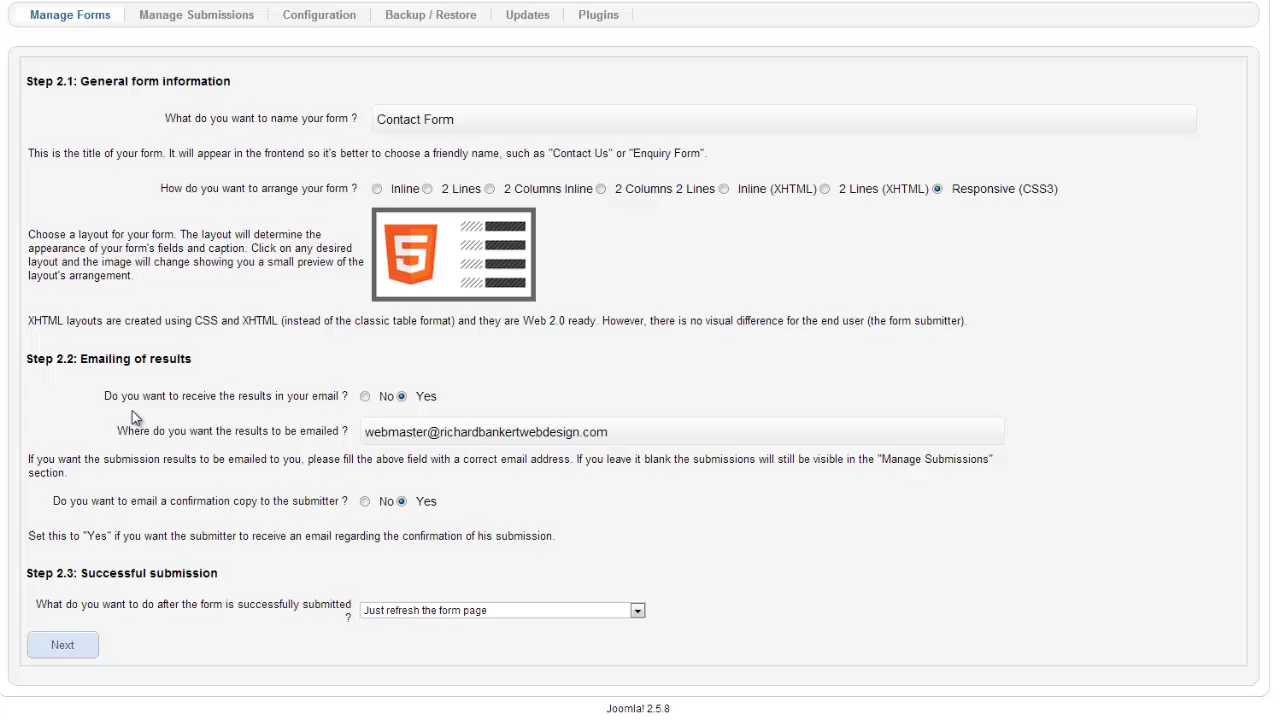 Manage Forms Manage Submissions Configuration Backup / Restore Updates Plugins
Step 2.1: General form information
What do you want to name your form ? Contact Form
This is the title of your form. It will appear in the frontend so it's better to choose a friendly name, such as "Contact Us" or "Enquiry Form".
How do you want to arrange your form ? Inline 2 Lines 2 Columns Inline 2 Columns 2 Lines Inline (XHTML) 2 Lines (XHTML) Responsive (CSS3)
Choose a layout for your form. The layout will determine the
appearance of your form's fields and caption. Click on any desired
layout and the image will change showing you a small preview of the
layout's arrangement.
5
XHTML layouts are created using CSS and XHTML (instead of the classic table format) and they are Web 2.0 ready. However, there is no visual difference for the end user (the form submitter).
Step 2.2: Emailing of results
Do you want to receive the results in your email ? No Yes
Where do you want the results to be emailed ? webmaster@richardbankertwebdesign.com
If you want the submission results to be emailed to you, please fill the above field with a correct email address. If you leave it blank the submissions will still be visible in the "Manage Submissions"
section.
Do you want to email a confirmation copy to the submitter ? No Yes
Set this to "Yes" if you want the submitter to receive an email regarding the confirmation of his submission.
Step 2.3: Successful submission
What do you want to do after the form is successfully submitted
? Just refresh the form page
Next
Joomla! 2.5.8